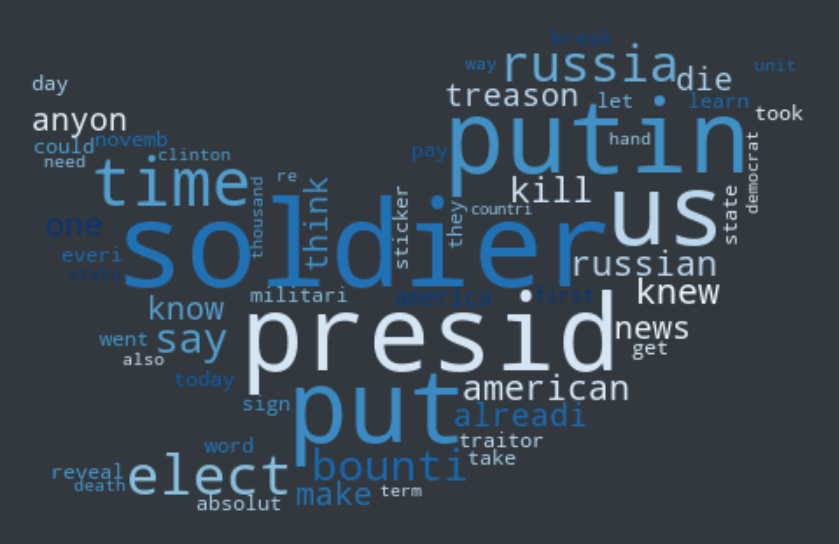 break
way russia die unit
day treason let learn took
anyon putin
could novemb pay hand democrat
need clinton
time re think kill us state
thousand sticker they countri
one soldier
everi russian
statu militari america first knew
know presid news
went say get
also
today american
sign put alreadi
word traitor
reveal elect bounti take
death absolut make term